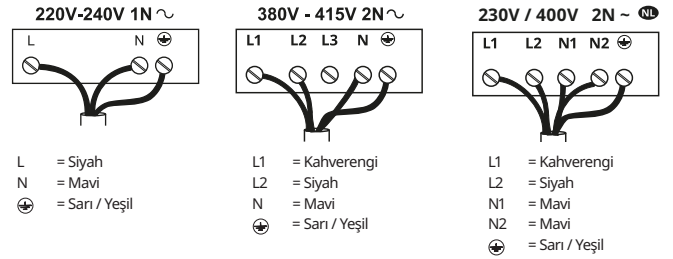 220V-240V 1N ~
L N ⏚
L = Siyah
N = Mavi
⏚ = Sarı / Yeşil
380V - 415V 2N ~
L1 L2 L3 N ⏚
L1 = Kahverengi
L2 = Siyah
N = Mavi
⏚ = Sarı / Yeşil
230V / 400V 2N ~ NL
L1 L2 N1 N2 ⏚
L1 = Kahverengi
L2 = Siyah
N1 = Mavi
N2 = Mavi
⏚ = Sarı / Yeşil